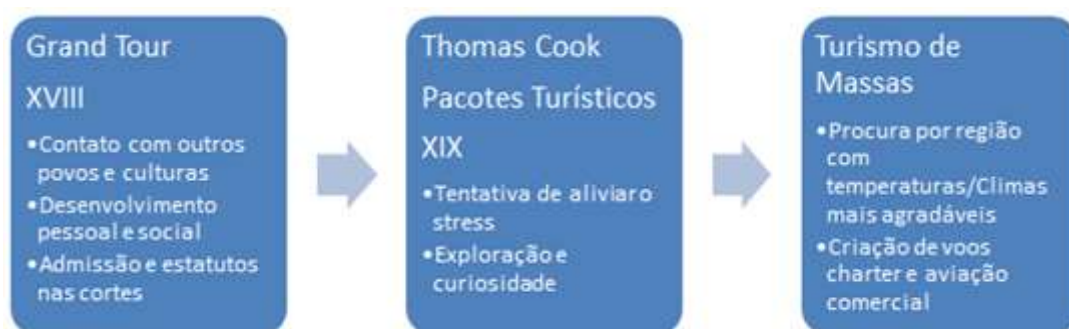 Grand Tour
XVIII
•Contato com outros
povos e culturas
•Desenvolvimento
pessoal e social
•Admissão e estatutos
nas cortes
Thomas Cook
Pacotes Turísticos
XIX
•Tentativa de aliviar o
stress
•Exploração e
curiosidade
Turismo de
Massas
•Procura por região
com
temperaturas/Climas
mais agradáveis
•Criação de voos
charter e aviação
comercial